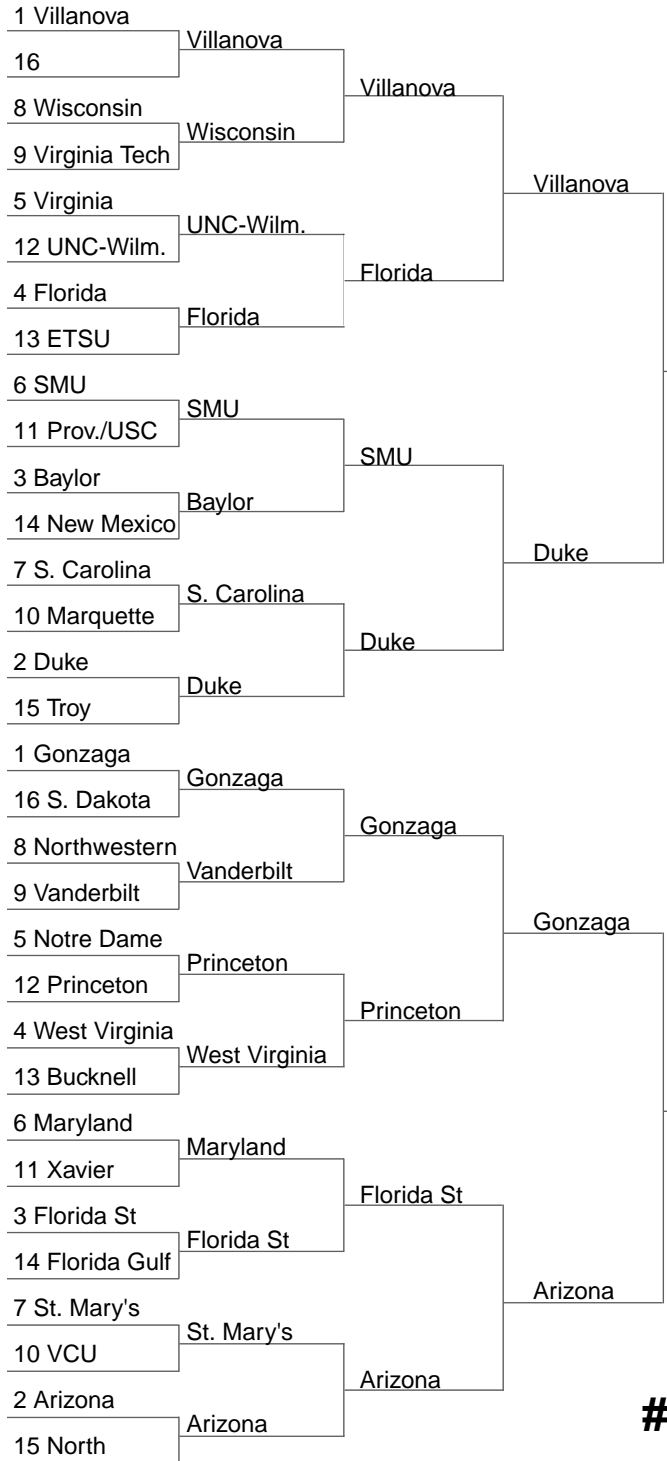 1 Villanova
16
8 Wisconsin
9 Virginia Tech
5 Virginia
12 UNC-Wilm.
4 Florida
13 ETSU
6 SMU
11 Prov./USC
3 Baylor
14 New Mexico
7 S. Carolina
10 Marquette
2 Duke
15 Troy
1 Gonzaga
16 S. Dakota
8 Northwestern
9 Vanderbilt
5 Notre Dame
12 Princeton
4 West Virginia
13 Bucknell
6 Maryland
11 Xavier
3 Florida St
14 Florida Gulf
7 St. Mary's
10 VCU
2 Arizona
15 North
Villanova
Wisconsin
UNC-Wilm.
Florida
SMU
Baylor
S. Carolina
Duke
Gonzaga
Vanderbilt
Princeton
West Virginia
Maryland
Florida St
St. Mary's
Arizona
Villanova
Florida
SMU
Duke
Gonzaga
Princeton
Florida St
Arizona
Villanova
Duke
Gonzaga
Arizona
#